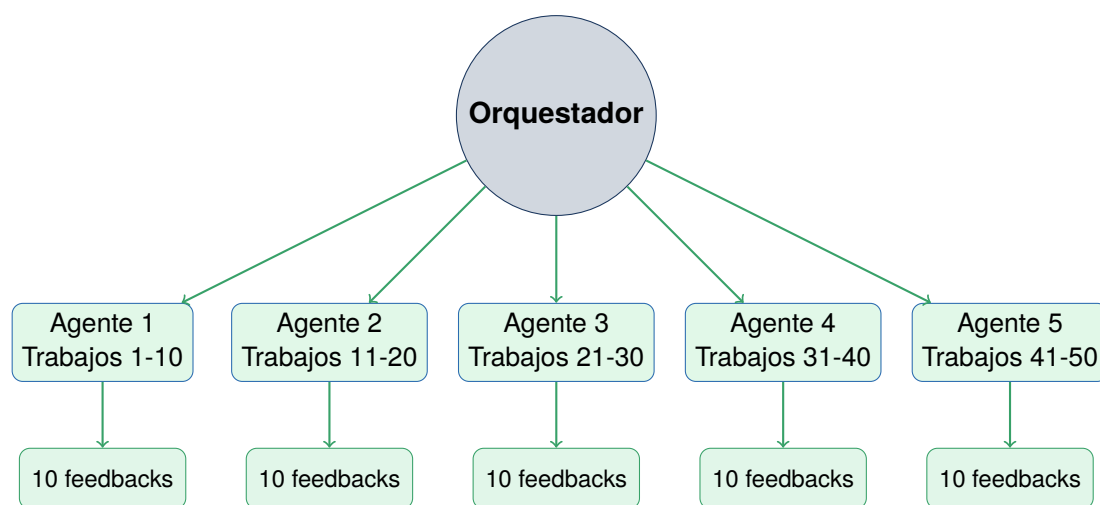 Orquestador
Agente 1
Trabajos 1-10
Agente 2
Trabajos 11-20
Agente 3
Trabajos 21-30
Agente 4
Trabajos 31-40
Agente 5
Trabajos 41-50
10 feedbacks
10 feedbacks
10 feedbacks
10 feedbacks
10 feedbacks